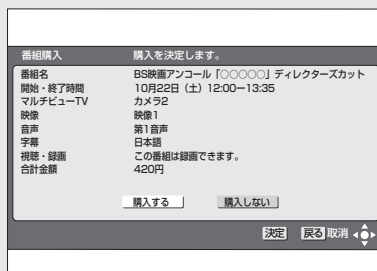 番組購入 購入を決定します。
番組名 BS映画アンコール「○○○○○」ディレクターズカット
開始・終了時間 10月22日（土）12:00ー13:35
マルチビューTV カメラ2
映像 映像1
音声 第1音声
字幕 日本語
視聴・録画 この番組は録画できます。
合計金額 420円
購入する 購入しない
決定 戻る 取消